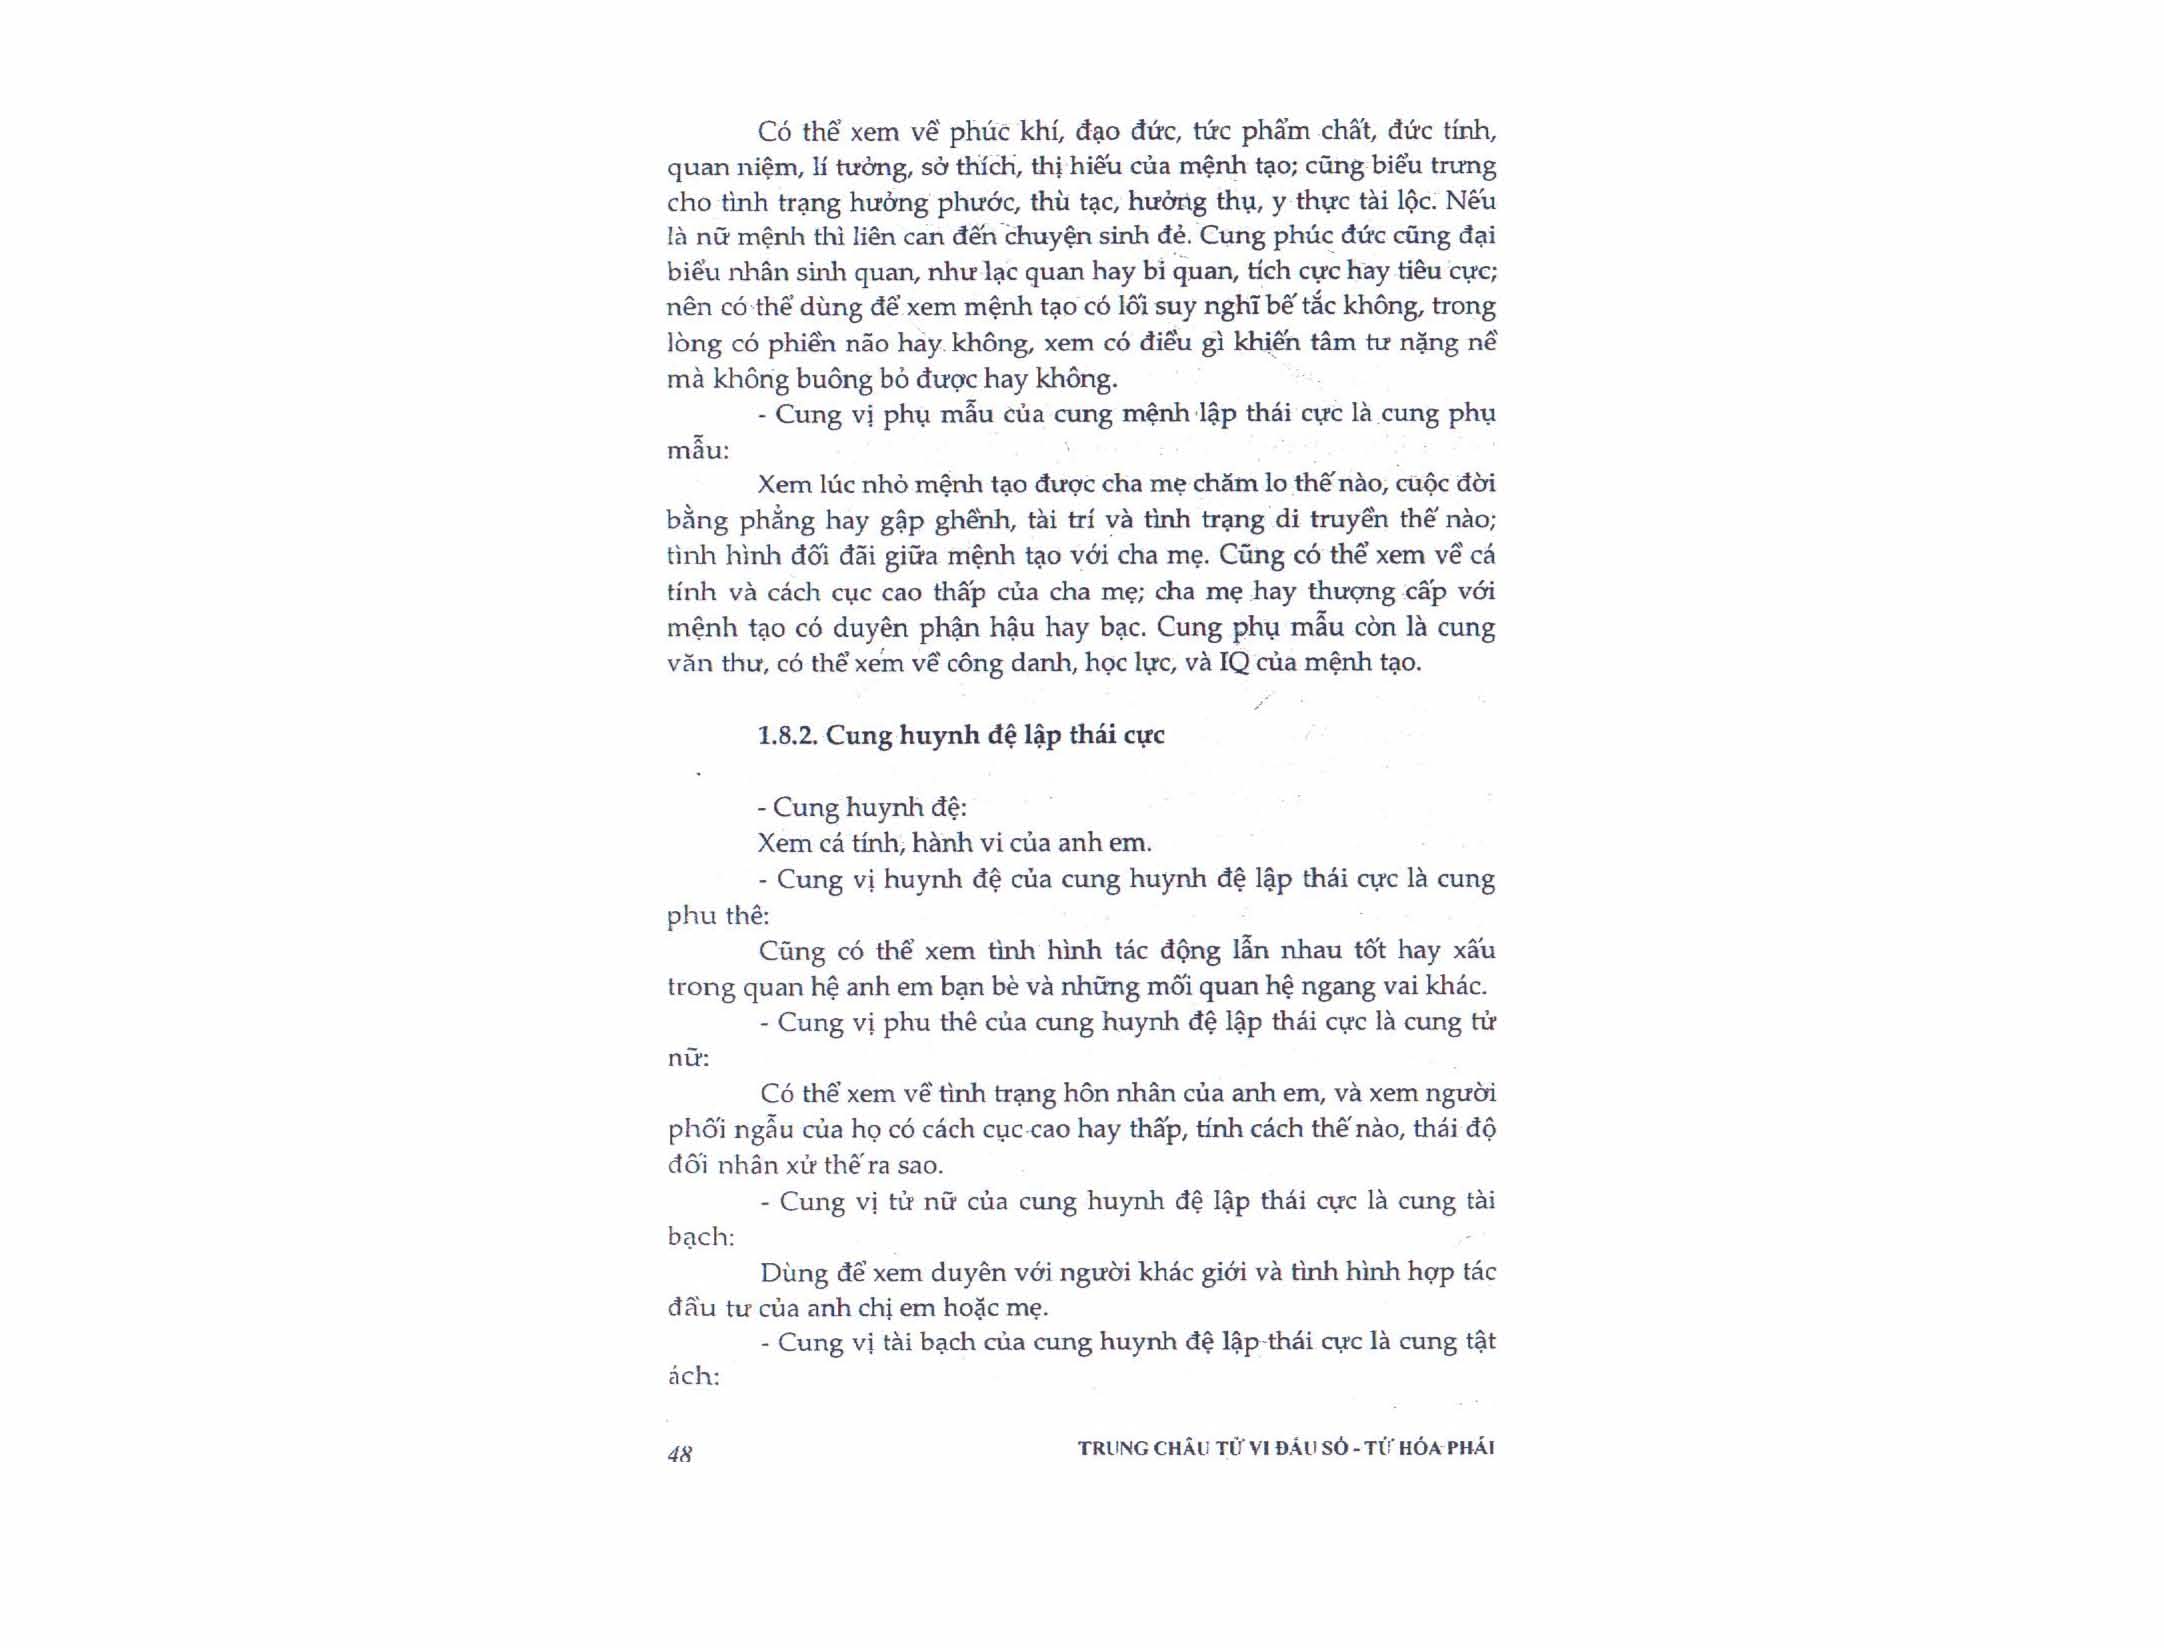 Có thể xem về phúc khí, đạo đức, tức phẩm chất, đức tính,
quan niệm, lí tưởng, sở thích, thị hiếu của mệnh tạo; cũng biểu trưng
cho tình trạng hưởng phước, thù tạc, hưởng thụ, y thực tài lộc. Nếu
là nữ mệnh thì liên can đến chuyện sinh đẻ. Cung phúc đức cũng đại
biểu nhân sinh quan, như lạc quan hay bi quan, tích cực hay tiêu cực;
nên có thể dùng để xem mệnh tạo có lối suy nghĩ bế tắc không, trong
lòng có phiền não hay không, xem có điều gì khiến tâm tư nặng nề
mà không buông bỏ được hay không.
- Cung vị phụ mẫu của cung mệnh lập thái cực là cung phụ
mẫu:
Xem lúc nhỏ mệnh tạo được cha mẹ chăm lo thế nào, cuộc đời
bằng phẳng hay gập ghềnh, tài trí và tình trạng di truyền thế nào;
tình hình đối đãi giữa mệnh tạo với cha mẹ. Cũng có thể xem về cá
tính và cách cục cao thấp của cha mẹ; cha mẹ hay thượng cấp với
mệnh tạo có duyên phận hậu hay bạc. Cung phụ mẫu còn là cung
văn thư, có thể xem về công danh, học lực, và IQ của mệnh tạo.
1.8.2. Cung huynh đệ lập thái cực
- Cung huynh đệ:
Xem cá tính, hành vi của anh em.
- Cung vị huynh đệ của cung huynh đệ lập thái cực là cung
phu thê:
Cũng có thể xem tình hình tác động lẫn nhau tốt hay xấu
trong quan hệ anh em bạn bè và những mối quan hệ ngang vai khác.
- Cung vị phu thê của cung huynh đệ lập thái cực là cung tử
nữ:
Có thể xem về tình trạng hôn nhân của anh em, và xem người
phối ngẫu của họ có cách cục cao hay thấp, tính cách thế nào, thái độ
đối nhân xử thế ra sao.
- Cung vị tử nữ của cung huynh đệ lập thái cực là cung tài
bạch:
Dùng để xem duyên với người khác giới và tình hình hợp tác
đầu tư của anh chị em hoặc mẹ.
- Cung vị tài bạch của cung huynh đệ lập thái cực là cung tật
ách:
48 TRUNG CHÂU TỬ VI ĐẨU SỐ - TỨ HÓA PHÁI